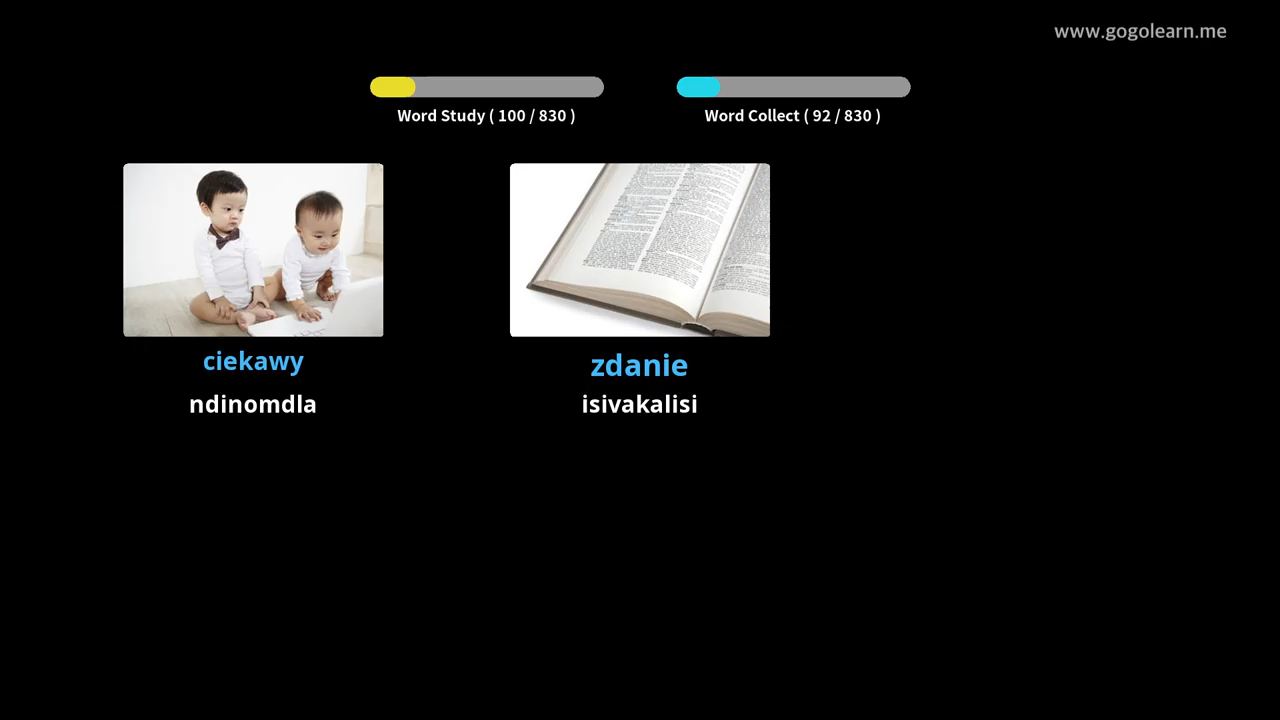 www.gogolearn.me
Word Study ( 100 / 830 )
Word Collect ( 92 / 830 )
ciekawy
ndinomdla
zdanie
isivakalisi